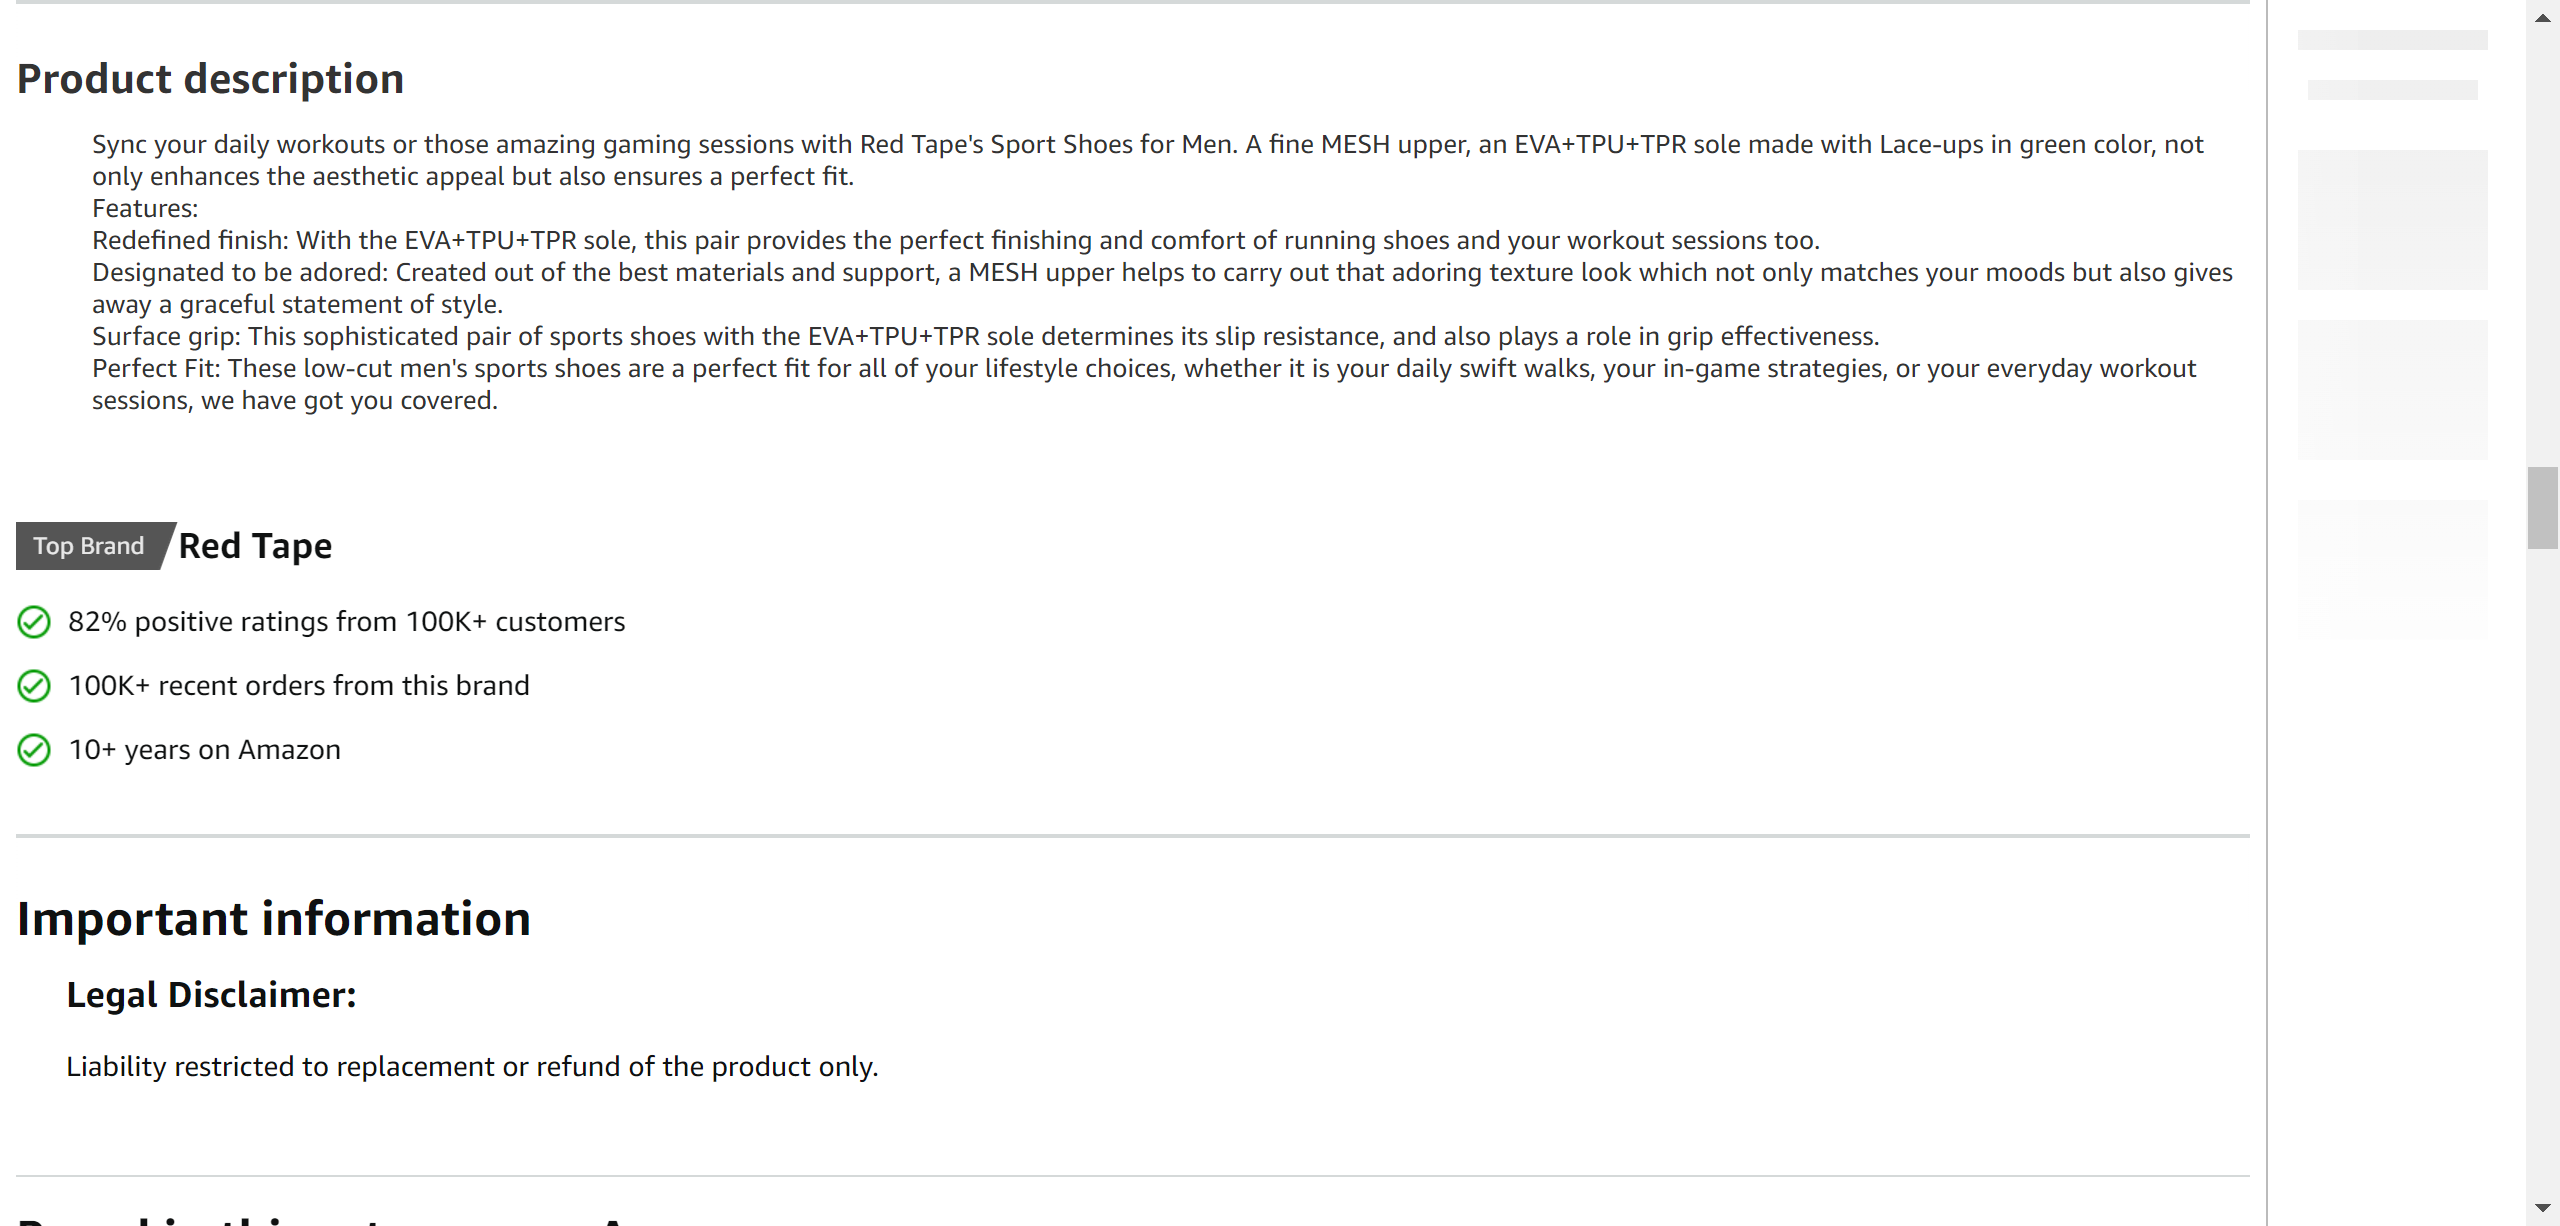 Product description
Sync your daily workouts or those amazing gaming sessions with Red Tape's Sport Shoes for Men. A fine MESH upper, an EVA+TPU+TPR sole made with Lace-ups in green color, not
only enhances the aesthetic appeal but also ensures a perfect fit.
Features:
Redefined finish: With the EVA+TPU+TPR sole, this pair provides the perfect finishing and comfort of running shoes and your workout sessions too.
Designated to be adored: Created out of the best materials and support, a MESH upper helps to carry out that adoring texture look which not only matches your moods but also gives
away a graceful statement of style.
Surface grip: This sophisticated pair of sports shoes with the EVA+TPU+TPR sole determines its slip resistance, and also plays a role in grip effectiveness.
Perfect Fit: These low-cut men's sports shoes are a perfect fit for all of your lifestyle choices, whether it is your daily swift walks, your in-game strategies, or your everyday workout
sessions, we have got you covered.
Top Brand Red Tape
82% positive ratings from 100K+ customers
100K+ recent orders from this brand
10+ years on Amazon
Important information
Legal Disclaimer:
Liability restricted to replacement or refund of the product only.